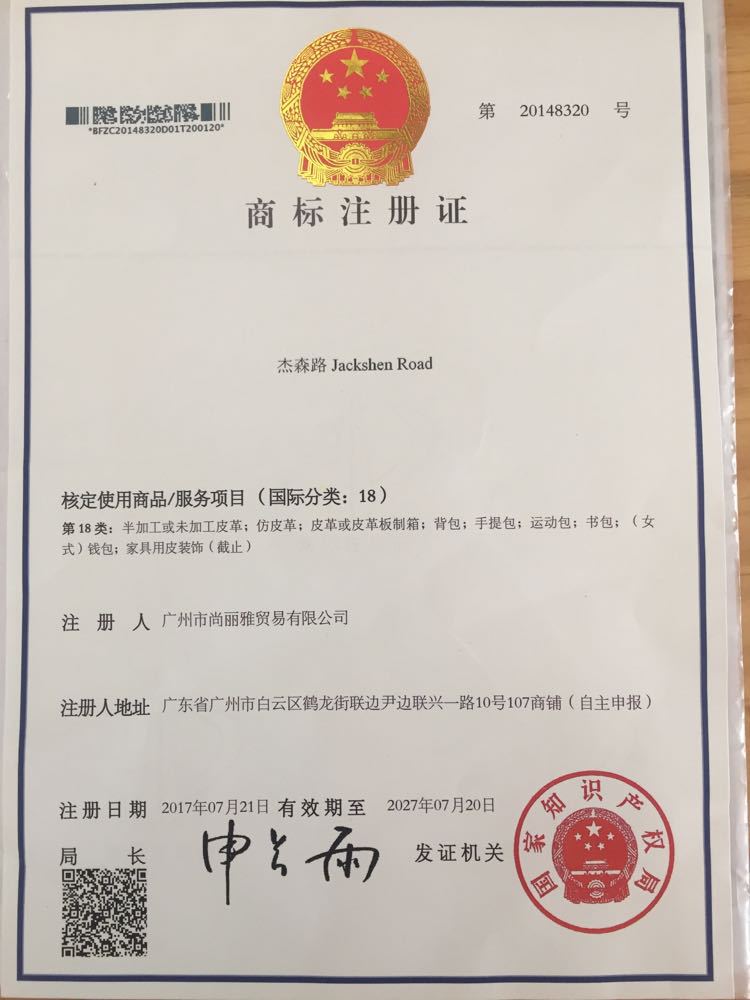 *BFZC20148320D01T200120*
第 20148320 号
商标注册证
杰森路 Jackshen Road
核定使用商品/服务项目（国际分类：18）
第 18 类：半加工或未加工皮革；仿皮革；皮革或皮革板制箱；背包；手提包；运动包；书包；（女
式）钱包；家具用皮装饰（截止）
注册人 广州市尚丽雅贸易有限公司
注册人地址 广东省广州市白云区鹤龙街联边尹边联兴一路10号107商铺（自主申报）
注册日期 2017年07月21日 有效期至 2027年07月20日
局长 申长雨 发证机关
国家知识产权局